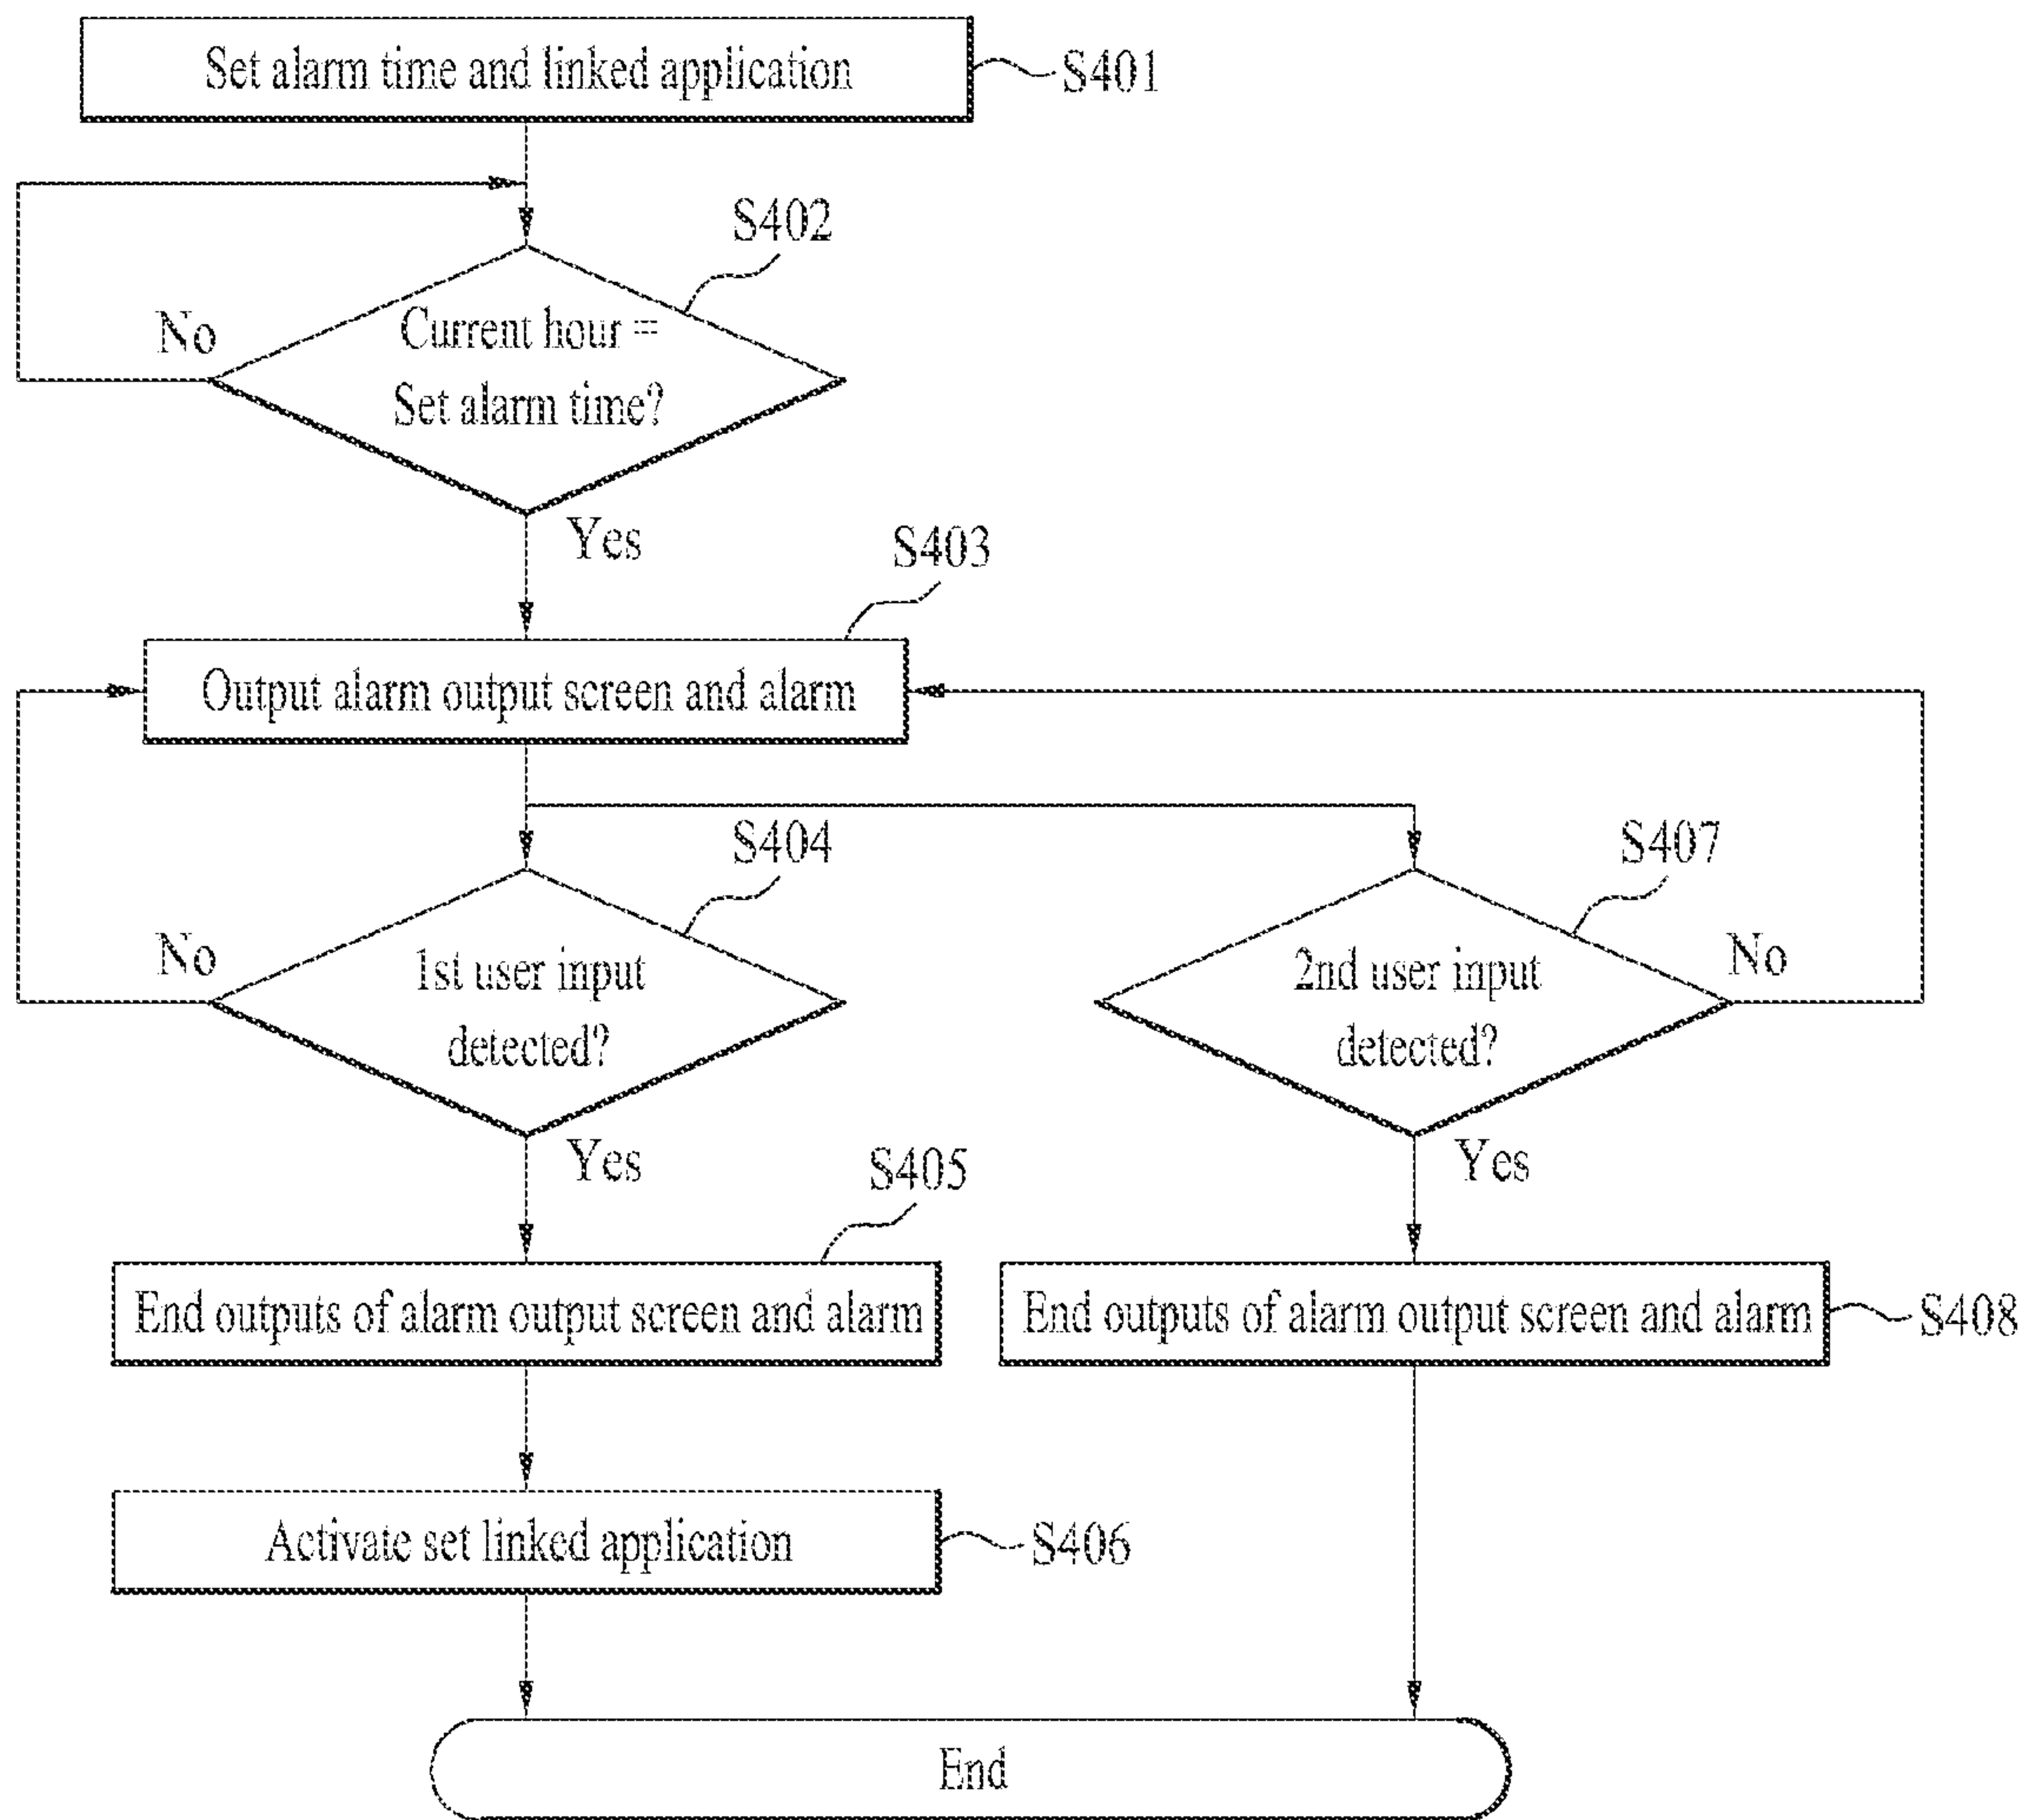 Set alarm time and linked application
S401
S402
No
Current hour =
Set alarm time?
Yes
S403
Output alarm output screen and alarm
S404
S407
No
1st user input
detected?
2nd user input
detected?
No
Yes
Yes
S405
End outputs of alarm output screen and alarm
End outputs of alarm output screen and alarm
S408
Activate set linked application
S406
End